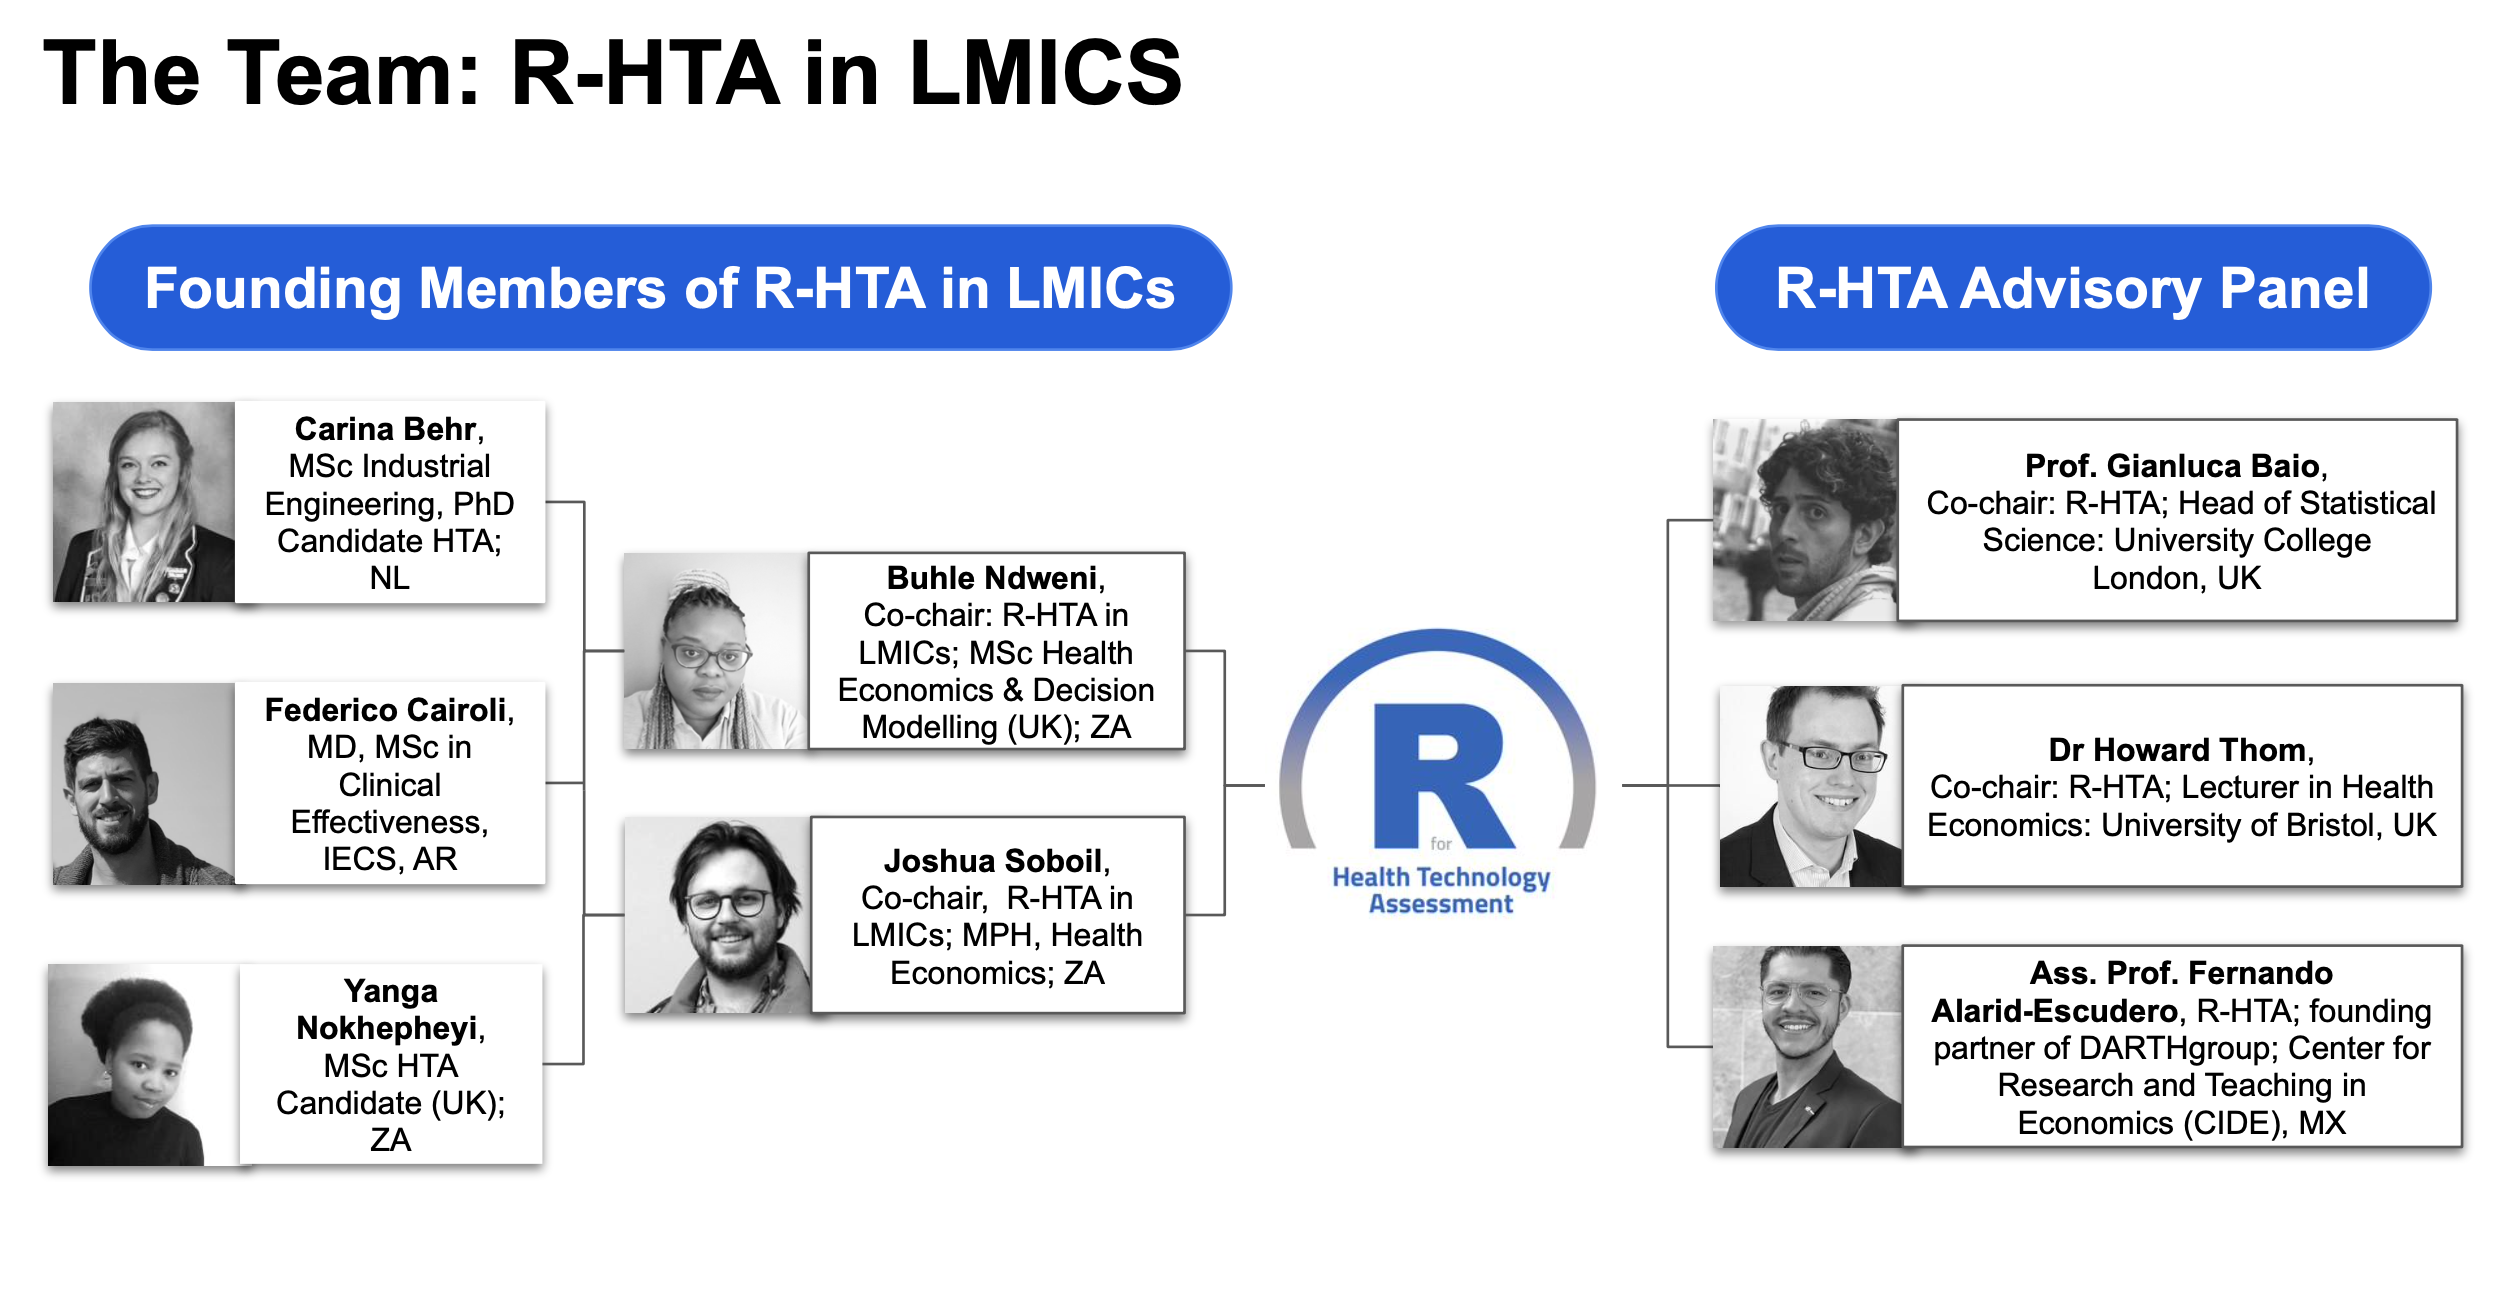 The Team: R-HTA in LMICS
Founding Members of R-HTA in LMICs
R-HTA Advisory Panel
Carina Behr,
MSc Industrial
Engineering, PhD
Candidate HTA;
NL
Federico Cairoli,
MD, MSc in
Clinical
Effectiveness,
IECS, AR
Yanga
Nokhepheyi,
MSc HTA
Candidate (UK);
ZA
Buhle Ndweni,
Co-chair: R-HTA in
LMICs; MSc Health
Economics & Decision
Modelling (UK); ZA
Joshua Soboil,
Co-chair,  R-HTA in
LMICs; MPH, Health
Economics; ZA
R
for
Health Technology
Assessment
Prof. Gianluca Baio,
Co-chair: R-HTA; Head of Statistical
Science: University College
London, UK
Dr Howard Thom,
Co-chair: R-HTA; Lecturer in Health
Economics: University of Bristol, UK
Ass. Prof. Fernando
Alarid-Escudero, R-HTA; founding
partner of DARTHgroup; Center for
Research and Teaching in
Economics (CIDE), MX